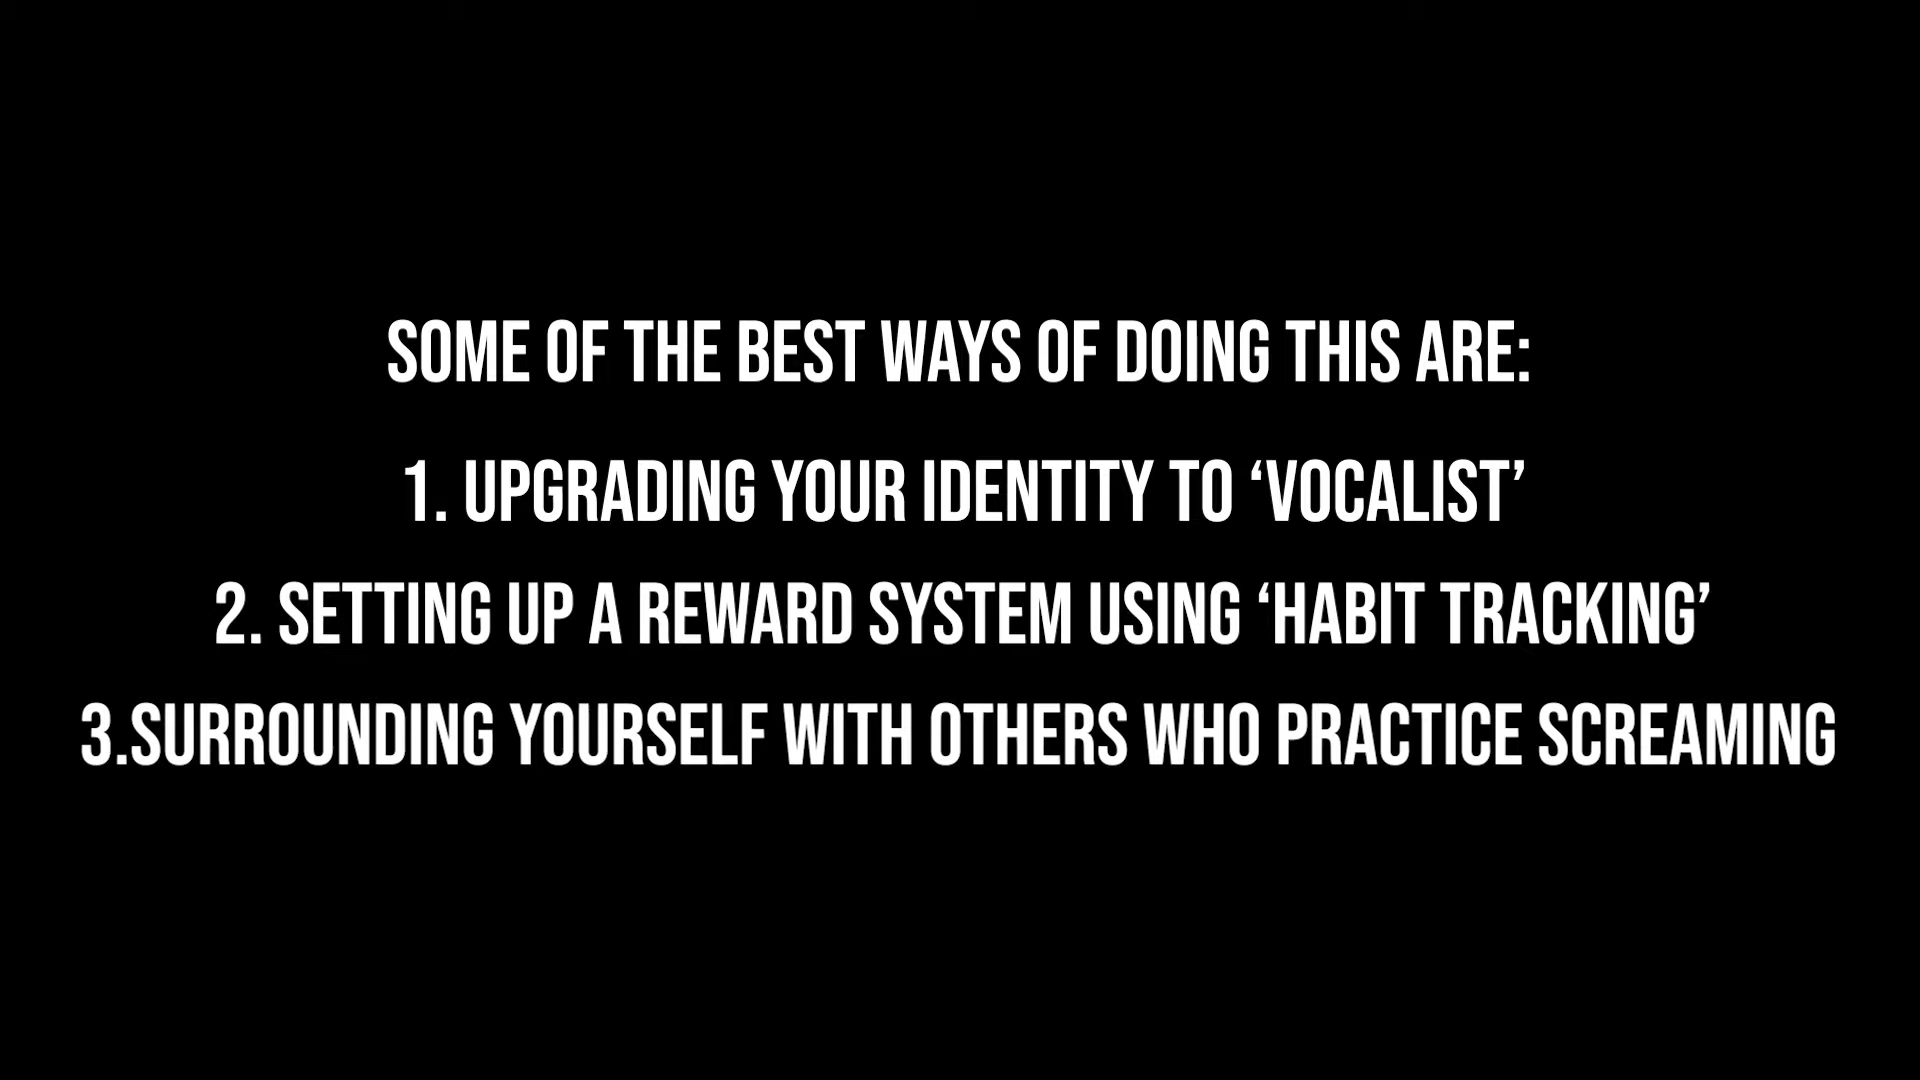 SOME OF THE BEST WAYS OF DOING THIS ARE:
1. UPGRADING YOUR IDENTITY TO ‘VOCALIST’
2. SETTING UP A REWARD SYSTEM USING ‘HABIT TRACKING’
3.SURROUNDING YOURSELF WITH OTHERS WHO PRACTICE SCREAMING